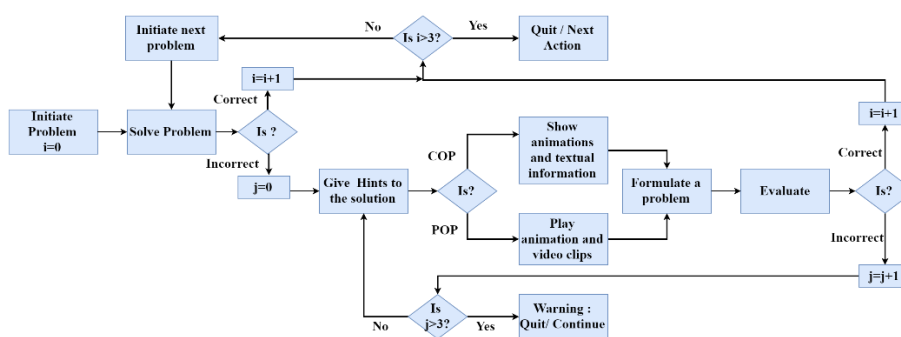 Initiate next
problem
No
Is i>3?
Yes
Quit / Next
Action
i=i+1
i=i+1
Initiate
Problem
i=0
Solve Problem
Correct
Is ?
Incorrect
j=0
Give Hints to
the solution
COP
Is?
POP
Show
animations
and textual
information
Play
animation and
video clips
Formulate a
problem
Evaluate
Correct
Is?
Incorrect
j=j+1
Is
j>3?
No
Yes
Warning :
Quit/ Continue